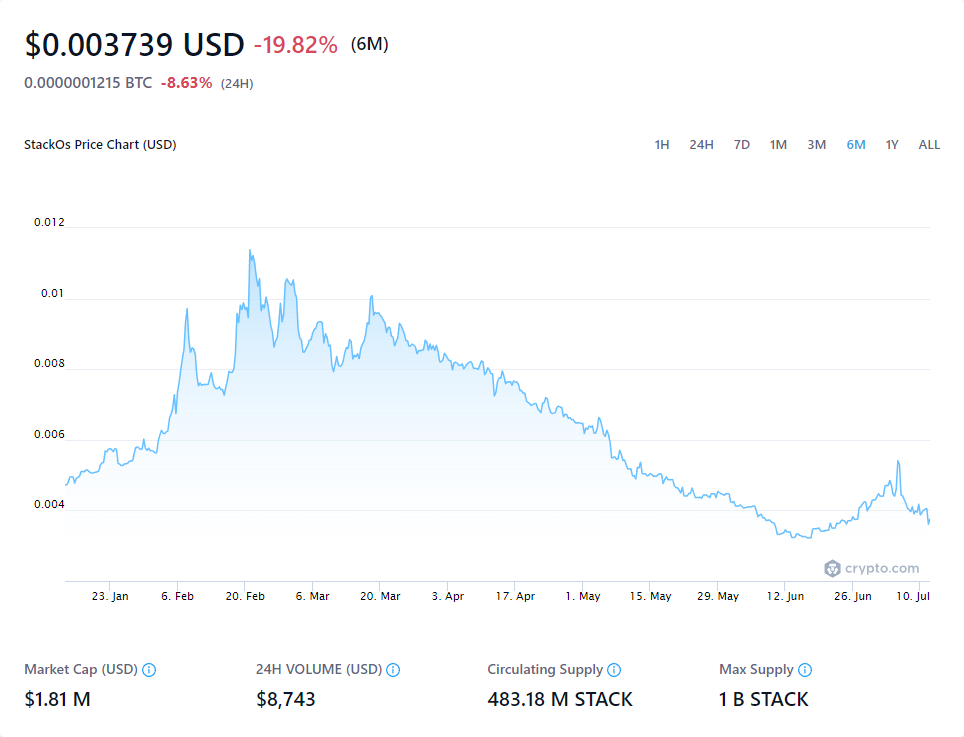 $0.003739 USD -19.82% (6M)
0.0000001215 BTC -8.63% (24H)
StackOs Price Chart (USD) 1H 24H 7D 1M 3M 6M 1Y ALL
0.012
0.01
0.008
0.006
0.004
crypto.com
23. Jan 6. Feb 20. Feb 6. Mar 20. Mar 3. Apr 17. Apr 1. May 15. May 29. May 12. Jun 26. Jun 10. Jul
Market Cap (USD) 24H VOLUME (USD) Circulating Supply Max Supply
$1.81 M $8,743 483.18 M STACK 1 B STACK